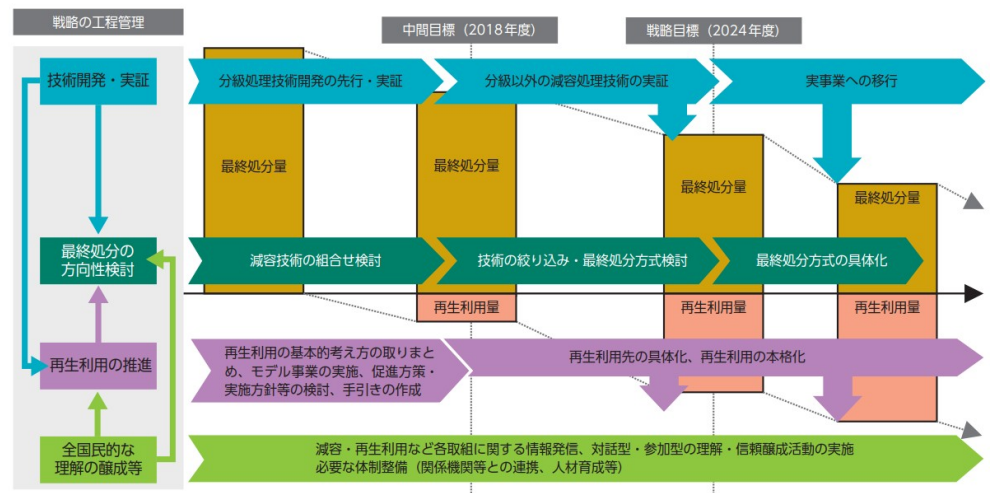 戦略の工程管理
中間目標（2018年度）
戦略目標（2024年度）
技術開発・実証
分級処理技術開発の先行・実証
分級以外の減容処理技術の実証
実事業への移行
最終処分量
最終処分量
最終処分量
最終処分量
最終処分の
方向性検討
減容技術の組合せ検討
技術の絞り込み・最終処分方式検討
最終処分方式の具体化
再生利用量
再生利用量
再生利用量
再生利用の推進
再生利用の基本的考え方の取りまと
め、モデル事業の実施、促進方策・
実施方針等の検討、手引きの作成
再生利用先の具体化、再生利用の本格化
全国民的な
理解の醸成等
減容・再生利用など各取組に関する情報発信、対話型・参加型の理解・信頼醸成活動の実施
必要な体制整備（関係機関等との連携、人材育成等）